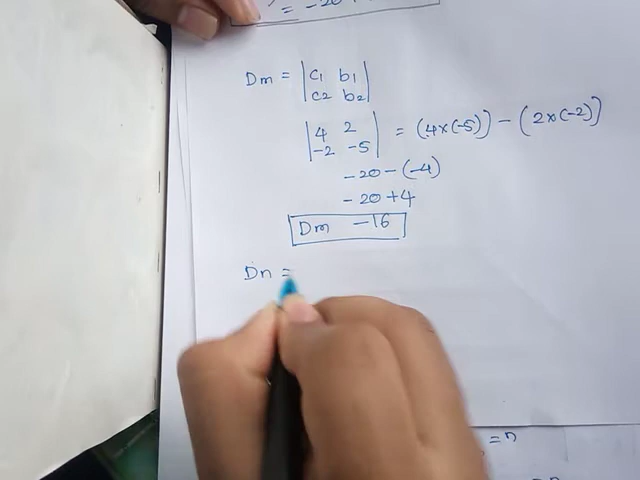 = -20
Dm = |c1 b1|
|c2 b2|
|4 2| = (4×(-5)) - (2×(-2))
|-2 -5|
-20-(-4)
-20+4
Dm -16
Dn =
= n
= n